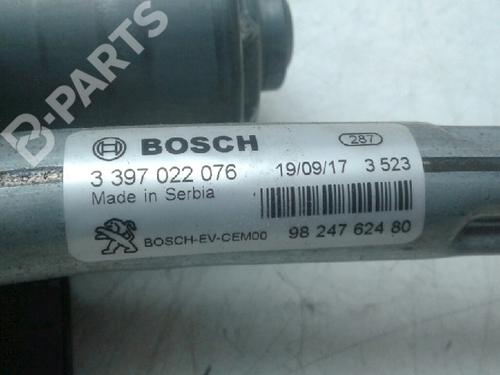 B-PARTS
BOSCH 287
3 397 022 076 19/09/17 3 523
Made in Serbia
BOSCH-EV-CEM00 98 247 624 80